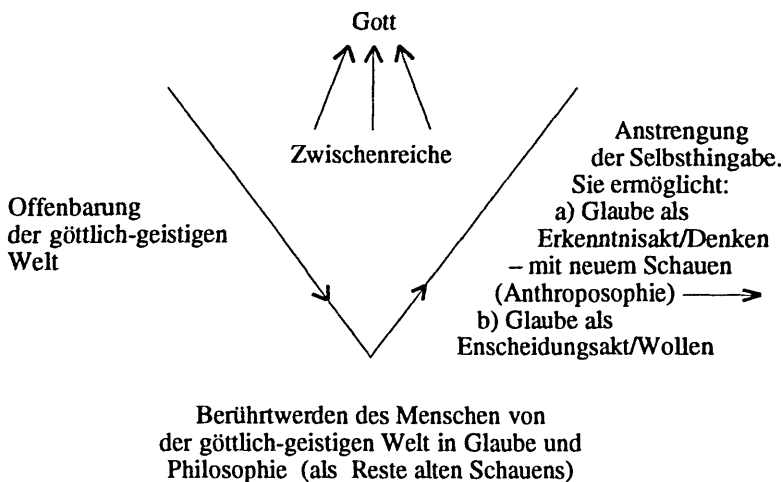 Gott
Zwischenreiche
Offenbarung
der göttlich-geistigen
Welt
Anstrengung
der Selbsthingabe.
Sie ermöglicht:
a) Glaube als
Erkenntnisakt/Denken
– mit neuem Schauen
(Anthroposophie)
b) Glaube als
Enscheidungsakt/Wollen
Berührtwerden des Menschen von
der göttlich-geistigen Welt in Glaube und
Philosophie (als Reste alten Schauens)